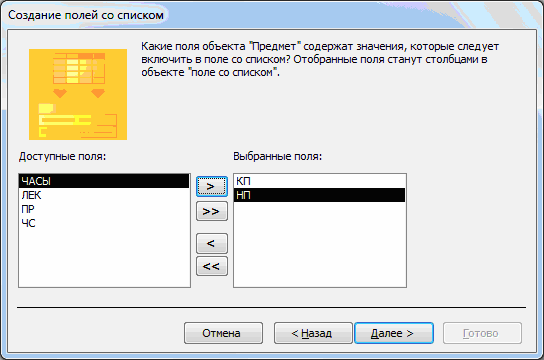 Создание полей со списком
Какие поля объекта "Предмет" содержат значения, которые следует
включить в поле со списком? Отобранные поля станут столбцами в
объекте "поле со списком".
Доступные поля:
Выбранные поля:
ЧАСЫ
ЛЕК
ПР
ЧС
>
>>
<
<<
КП
НП
Отмена
< Назад
Далее >
Готово